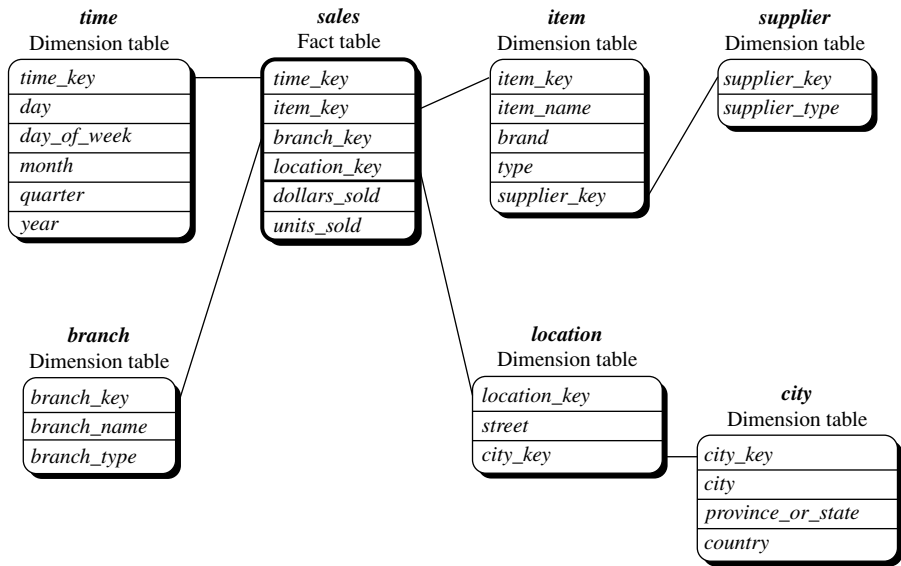 time
Dimension table
time_key
day
day_of_week
month
quarter
year
sales
Fact table
time_key
item_key
branch_key
location_key
dollars_sold
units_sold
item
Dimension table
item_key
item_name
brand
type
supplier_key
supplier
Dimension table
supplier_key
supplier_type
branch
Dimension table
branch_key
branch_name
branch_type
location
Dimension table
location_key
street
city_key
city
Dimension table
city_key
city
province_or_state
country